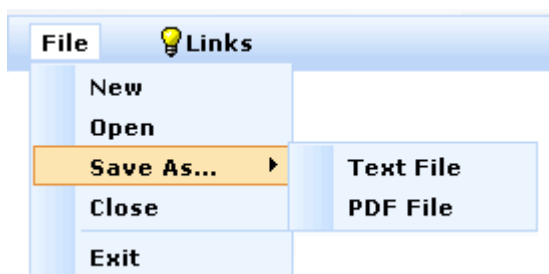 File Links
New
Open
Save As... Text File
Close PDF File
Exit